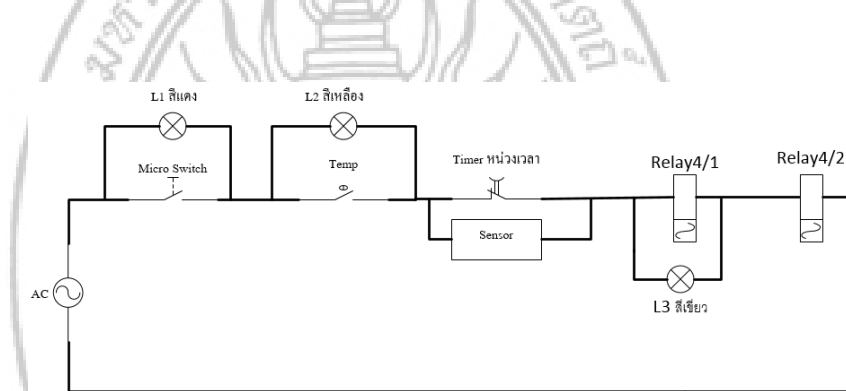 L1 สีแดง
L2 สีเหลือง
Micro Switch
Temp
Timer หน่วงเวลา
Relay4/1
Relay4/2
Sensor
AC
L3 สีเขียว